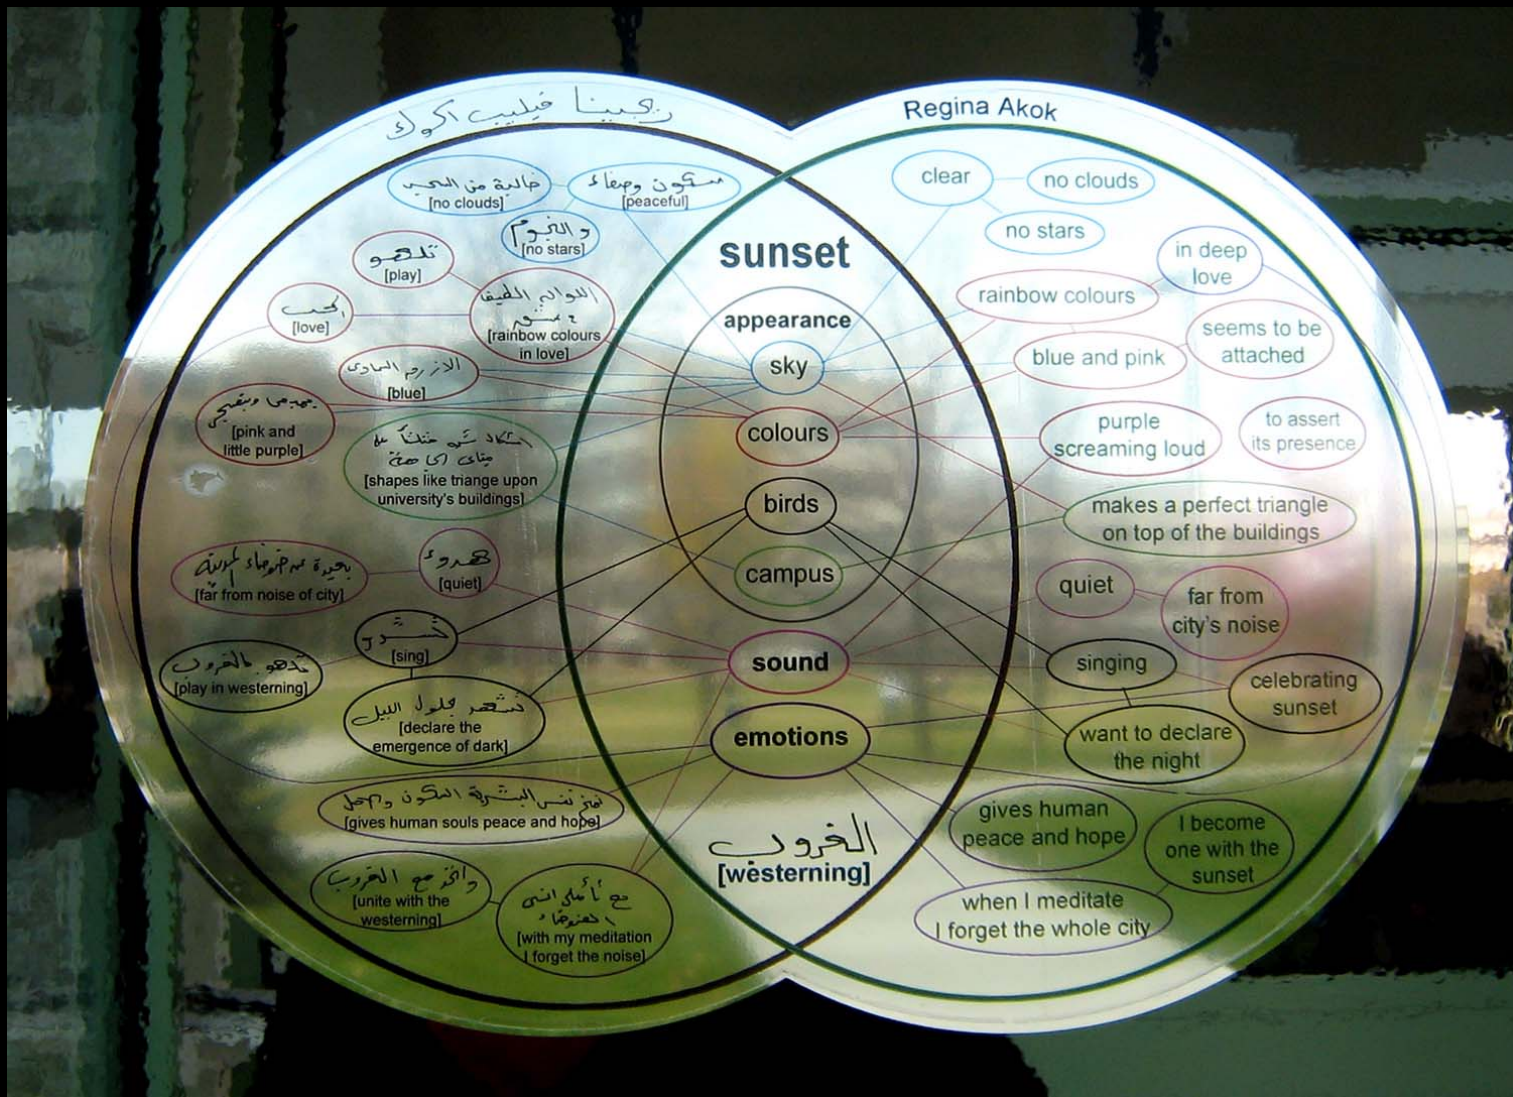 ريجينا فيليب اكوك
Regina Akok
خالية من السحب
[no clouds]
سكون وصفاء
[peaceful]
و النجوم
[no stars]
تلهو
[play]
الحب
[love]
[rainbow colours
in love]
[blue]
[pink and
little purple]
[shapes like triange upon
university's buildings]
هدوء
[quiet]
بعيدة عن ضوضاء المدينة
[far from noise of city]
[sing]
تلهو بالغروب
[play in westerning]
[declare the
emergence of dark]
[gives human souls peace and hope]
واتحد مع الغروب
[unite with the
westerning]
[with my meditation
I forget the noise]
sunset
appearance
sky
colours
birds
campus
sound
emotions
الغروب
[westerning]
clear
no clouds
no stars
in deep
love
rainbow colours
seems to be
attached
blue and pink
purple
screaming loud
to assert
its presence
makes a perfect triangle
on top of the buildings
quiet
far from
city's noise
singing
celebrating
sunset
want to declare
the night
gives human
peace and hope
I become
one with the
sunset
when I meditate
I forget the whole city